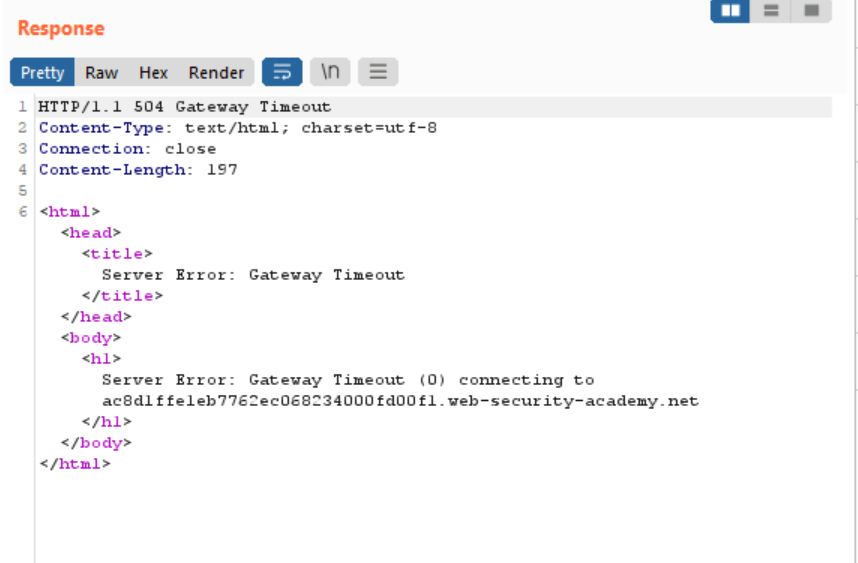 Response
Pretty Raw Hex Render \n
1 HTTP/1.1 504 Gateway Timeout
2 Content-Type: text/html; charset=utf-8
3 Connection: close
4 Content-Length: 197
5
6 <html>
<head>
<title>
Server Error: Gateway Timeout
</title>
</head>
<body>
<h1>
Server Error: Gateway Timeout (0) connecting to
ac8d1ffe1eb7762ec068234000fd00f1.web-security-academy.net
</h1>
</body>
</html>